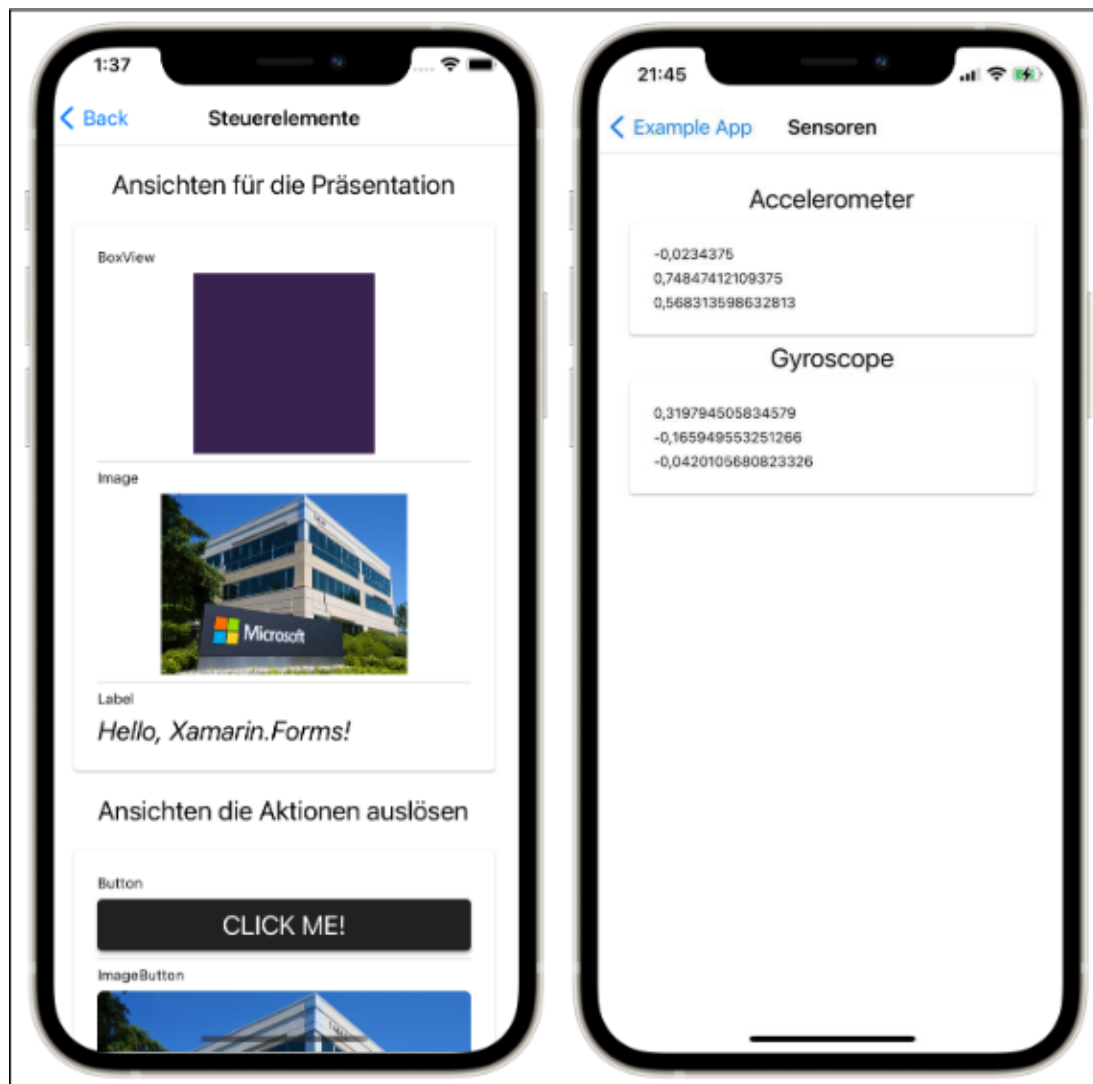 1:37
Back
Steuerelemente
Ansichten für die Präsentation
BoxView
Image
Microsoft
Label
Hello, Xamarin.Forms!
Ansichten die Aktionen auslösen
Button
CLICK ME!
ImageButton
21:45
Example App
Sensoren
Accelerometer
-0,0234375
0,74847412109375
0,568313598632813
Gyroscope
0,319794505834579
-0,165949553251266
-0,0420105680823326